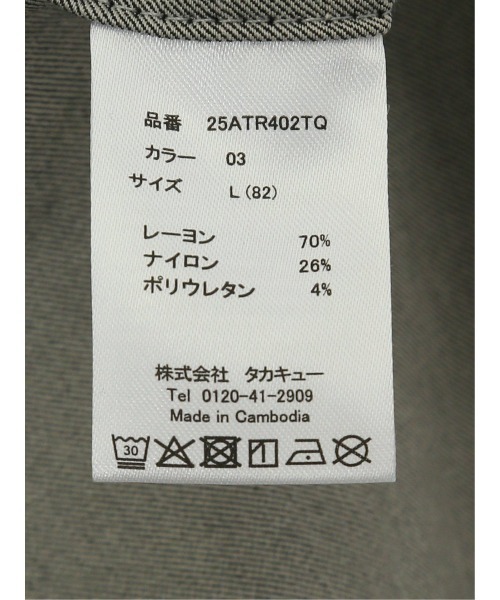 品番 25ATR402TQ
カラー 03
サイズ L(82)
レーヨン 70%
ナイロン 26%
ポリウレタン 4%
株式会社 タカキュー
Tel 0120-41-2909
Made in Cambodia
30